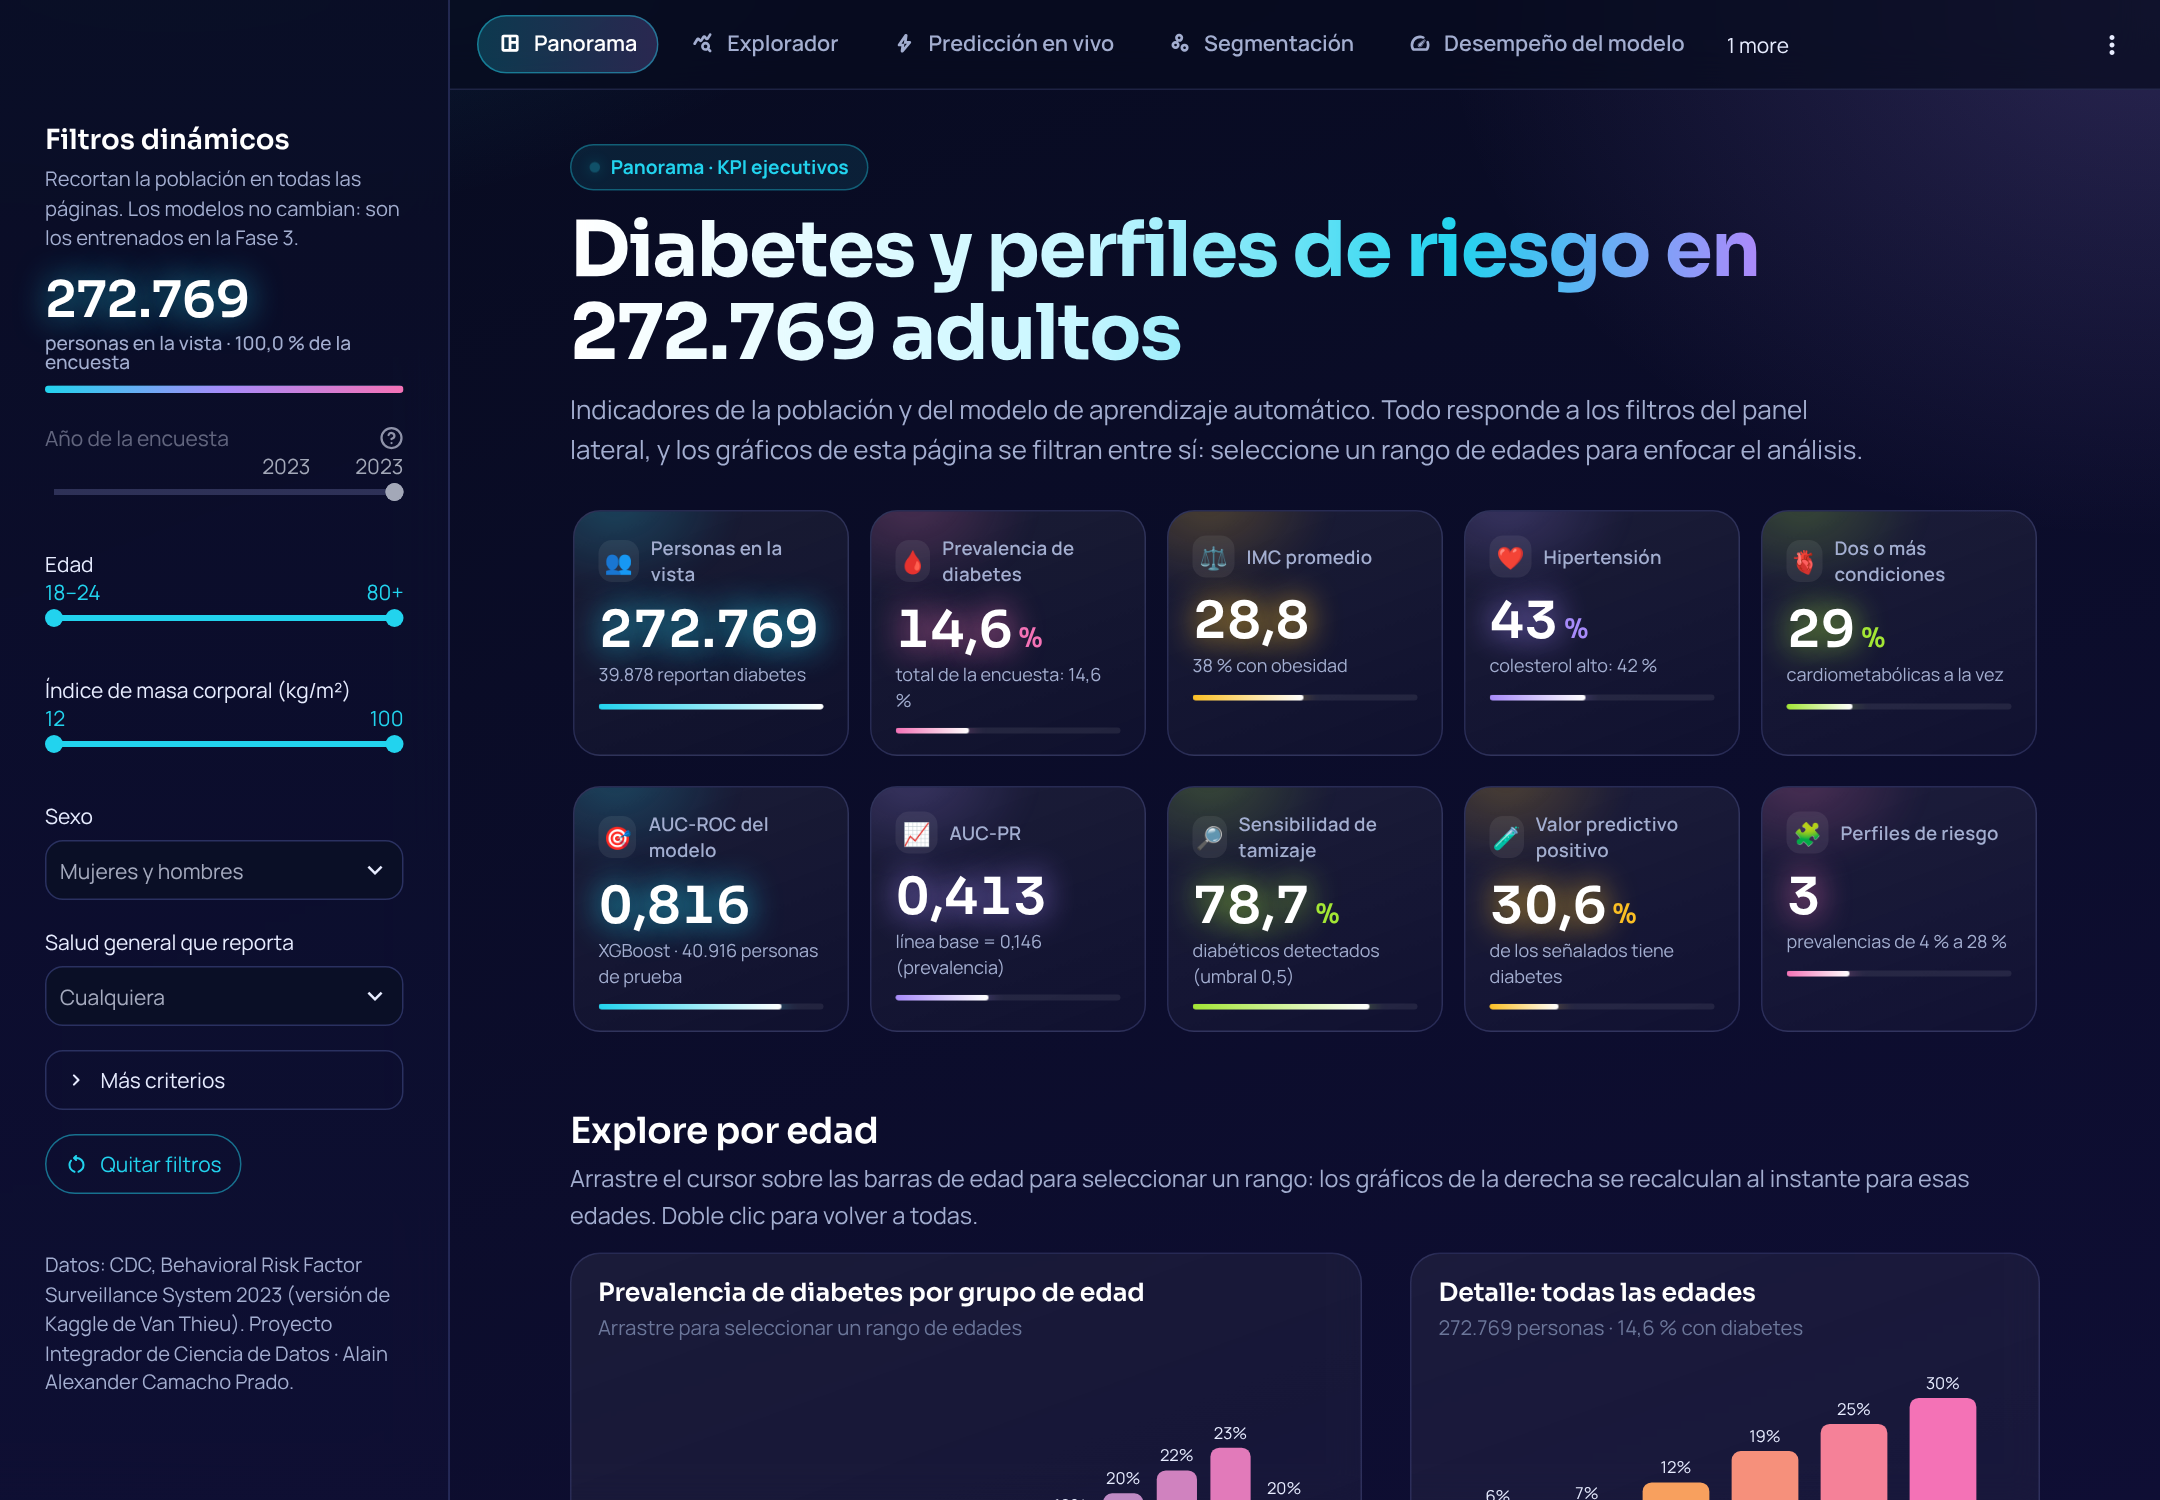 Panorama
Explorador
Predicción en vivo
Segmentación
Desempeño del modelo
1 more
Filtros dinámicos
Recortan la población en todas las
páginas. Los modelos no cambian: son
los entrenados en la Fase 3.
272.769
personas en la vista · 100,0 % de la
encuesta
Año de la encuesta
2023 2023
Edad
18–24 80+
Índice de masa corporal (kg/m²)
12 100
Sexo
Mujeres y hombres
Salud general que reporta
Cualquiera
Más criterios
Quitar filtros
Datos: CDC, Behavioral Risk Factor
Surveillance System 2023 (versión de
Kaggle de Van Thieu). Proyecto
Integrador de Ciencia de Datos · Alain
Alexander Camacho Prado.
Panorama · KPI ejecutivos
Diabetes y perfiles de riesgo en
272.769 adultos
Indicadores de la población y del modelo de aprendizaje automático. Todo responde a los filtros del panel
lateral, y los gráficos de esta página se filtran entre sí: seleccione un rango de edades para enfocar el análisis.
Personas en la
vista
272.769
39.878 reportan diabetes
Prevalencia de
diabetes
14,6 %
total de la encuesta: 14,6
%
IMC promedio
28,8
38 % con obesidad
Hipertensión
43 %
colesterol alto: 42 %
Dos o más
condiciones
29 %
cardiometabólicas a la vez
AUC-ROC del
modelo
0,816
XGBoost · 40.916 personas
de prueba
AUC-PR
0,413
línea base = 0,146
(prevalencia)
Sensibilidad de
tamizaje
78,7 %
diabéticos detectados
(umbral 0,5)
Valor predictivo
positivo
30,6 %
de los señalados tiene
diabetes
Perfiles de riesgo
3
prevalencias de 4 % a 28 %
Explore por edad
Arrastre el cursor sobre las barras de edad para seleccionar un rango: los gráficos de la derecha se recalculan al instante para esas
edades. Doble clic para volver a todas.
Prevalencia de diabetes por grupo de edad
Arrastre para seleccionar un rango de edades
20%
22%
23%
20%
Detalle: todas las edades
272.769 personas · 14,6 % con diabetes
6%
7%
12%
19%
25%
30%